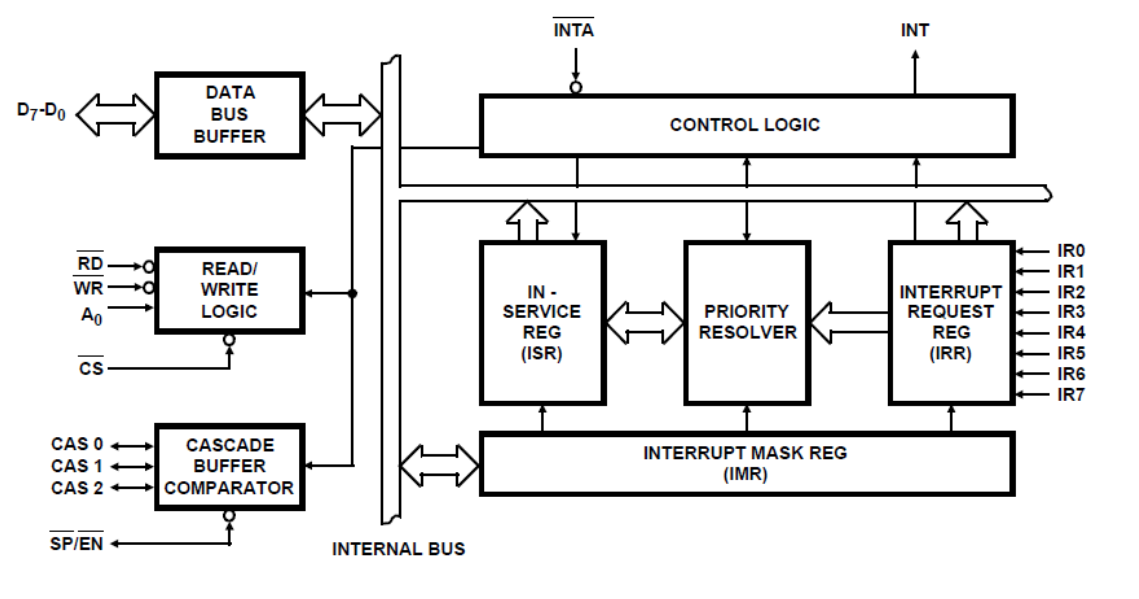 INTA
INT
D7-D0
DATA
BUS
BUFFER
CONTROL LOGIC
RD
WR
A0
CS
READ/
WRITE
LOGIC
IN -
SERVICE
REG
(ISR)
PRIORITY
RESOLVER
INTERRUPT
REQUEST
REG
(IRR)
IR0
IR1
IR2
IR3
IR4
IR5
IR6
IR7
CAS 0
CAS 1
CAS 2
CASCADE
BUFFER
COMPARATOR
INTERRUPT MASK REG
(IMR)
SP/EN
INTERNAL BUS